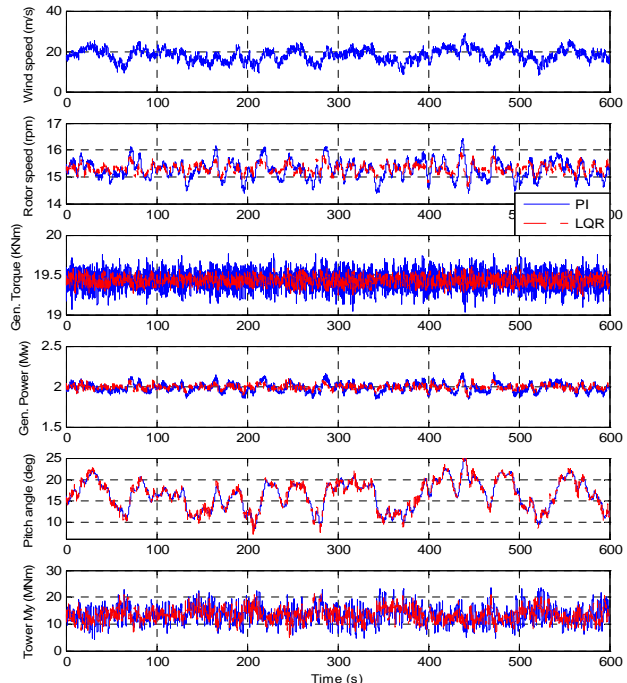 Wind speed (m/s)
40
20
0
0 100 200 300 400 500 600
Rotor speed (rpm)
17
16
15
14
0 100 200 300 400 500 600
PI
LQR
Gen. Torque (KNm)
20
19.5
19
0 100 200 300 400 500 600
Gen. Power (Mw)
2.5
2
1.5
0 100 200 300 400 500 600
Pitch angle (deg)
25
20
15
10
0 100 200 300 400 500 600
Tower My (MNm)
30
20
10
0
0 100 200 300 400 500 600
Time (s)